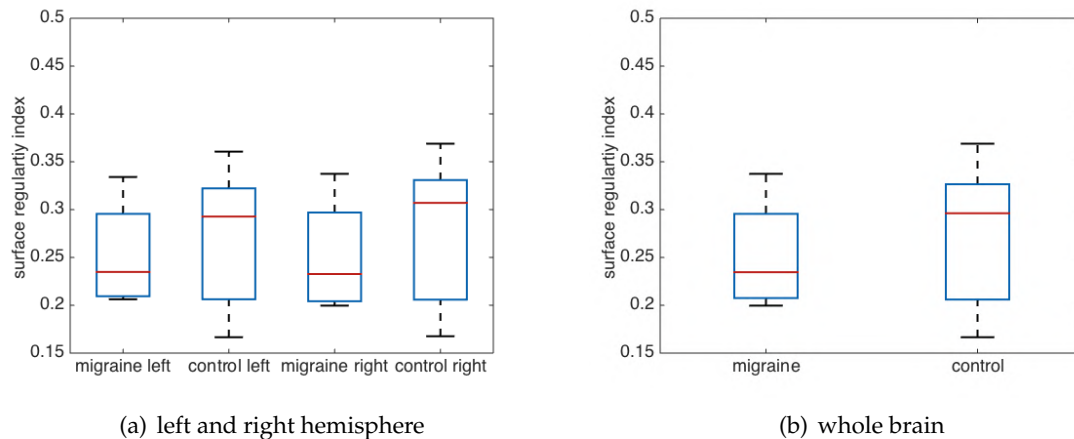 0.5
0.45
0.4
0.35
0.3
0.25
0.2
0.15
surface regulartiy index
migraine left control left migraine right control right
(a) left and right hemisphere
0.5
0.45
0.4
0.35
0.3
0.25
0.2
0.15
surface regulartiy index
migraine control
(b) whole brain